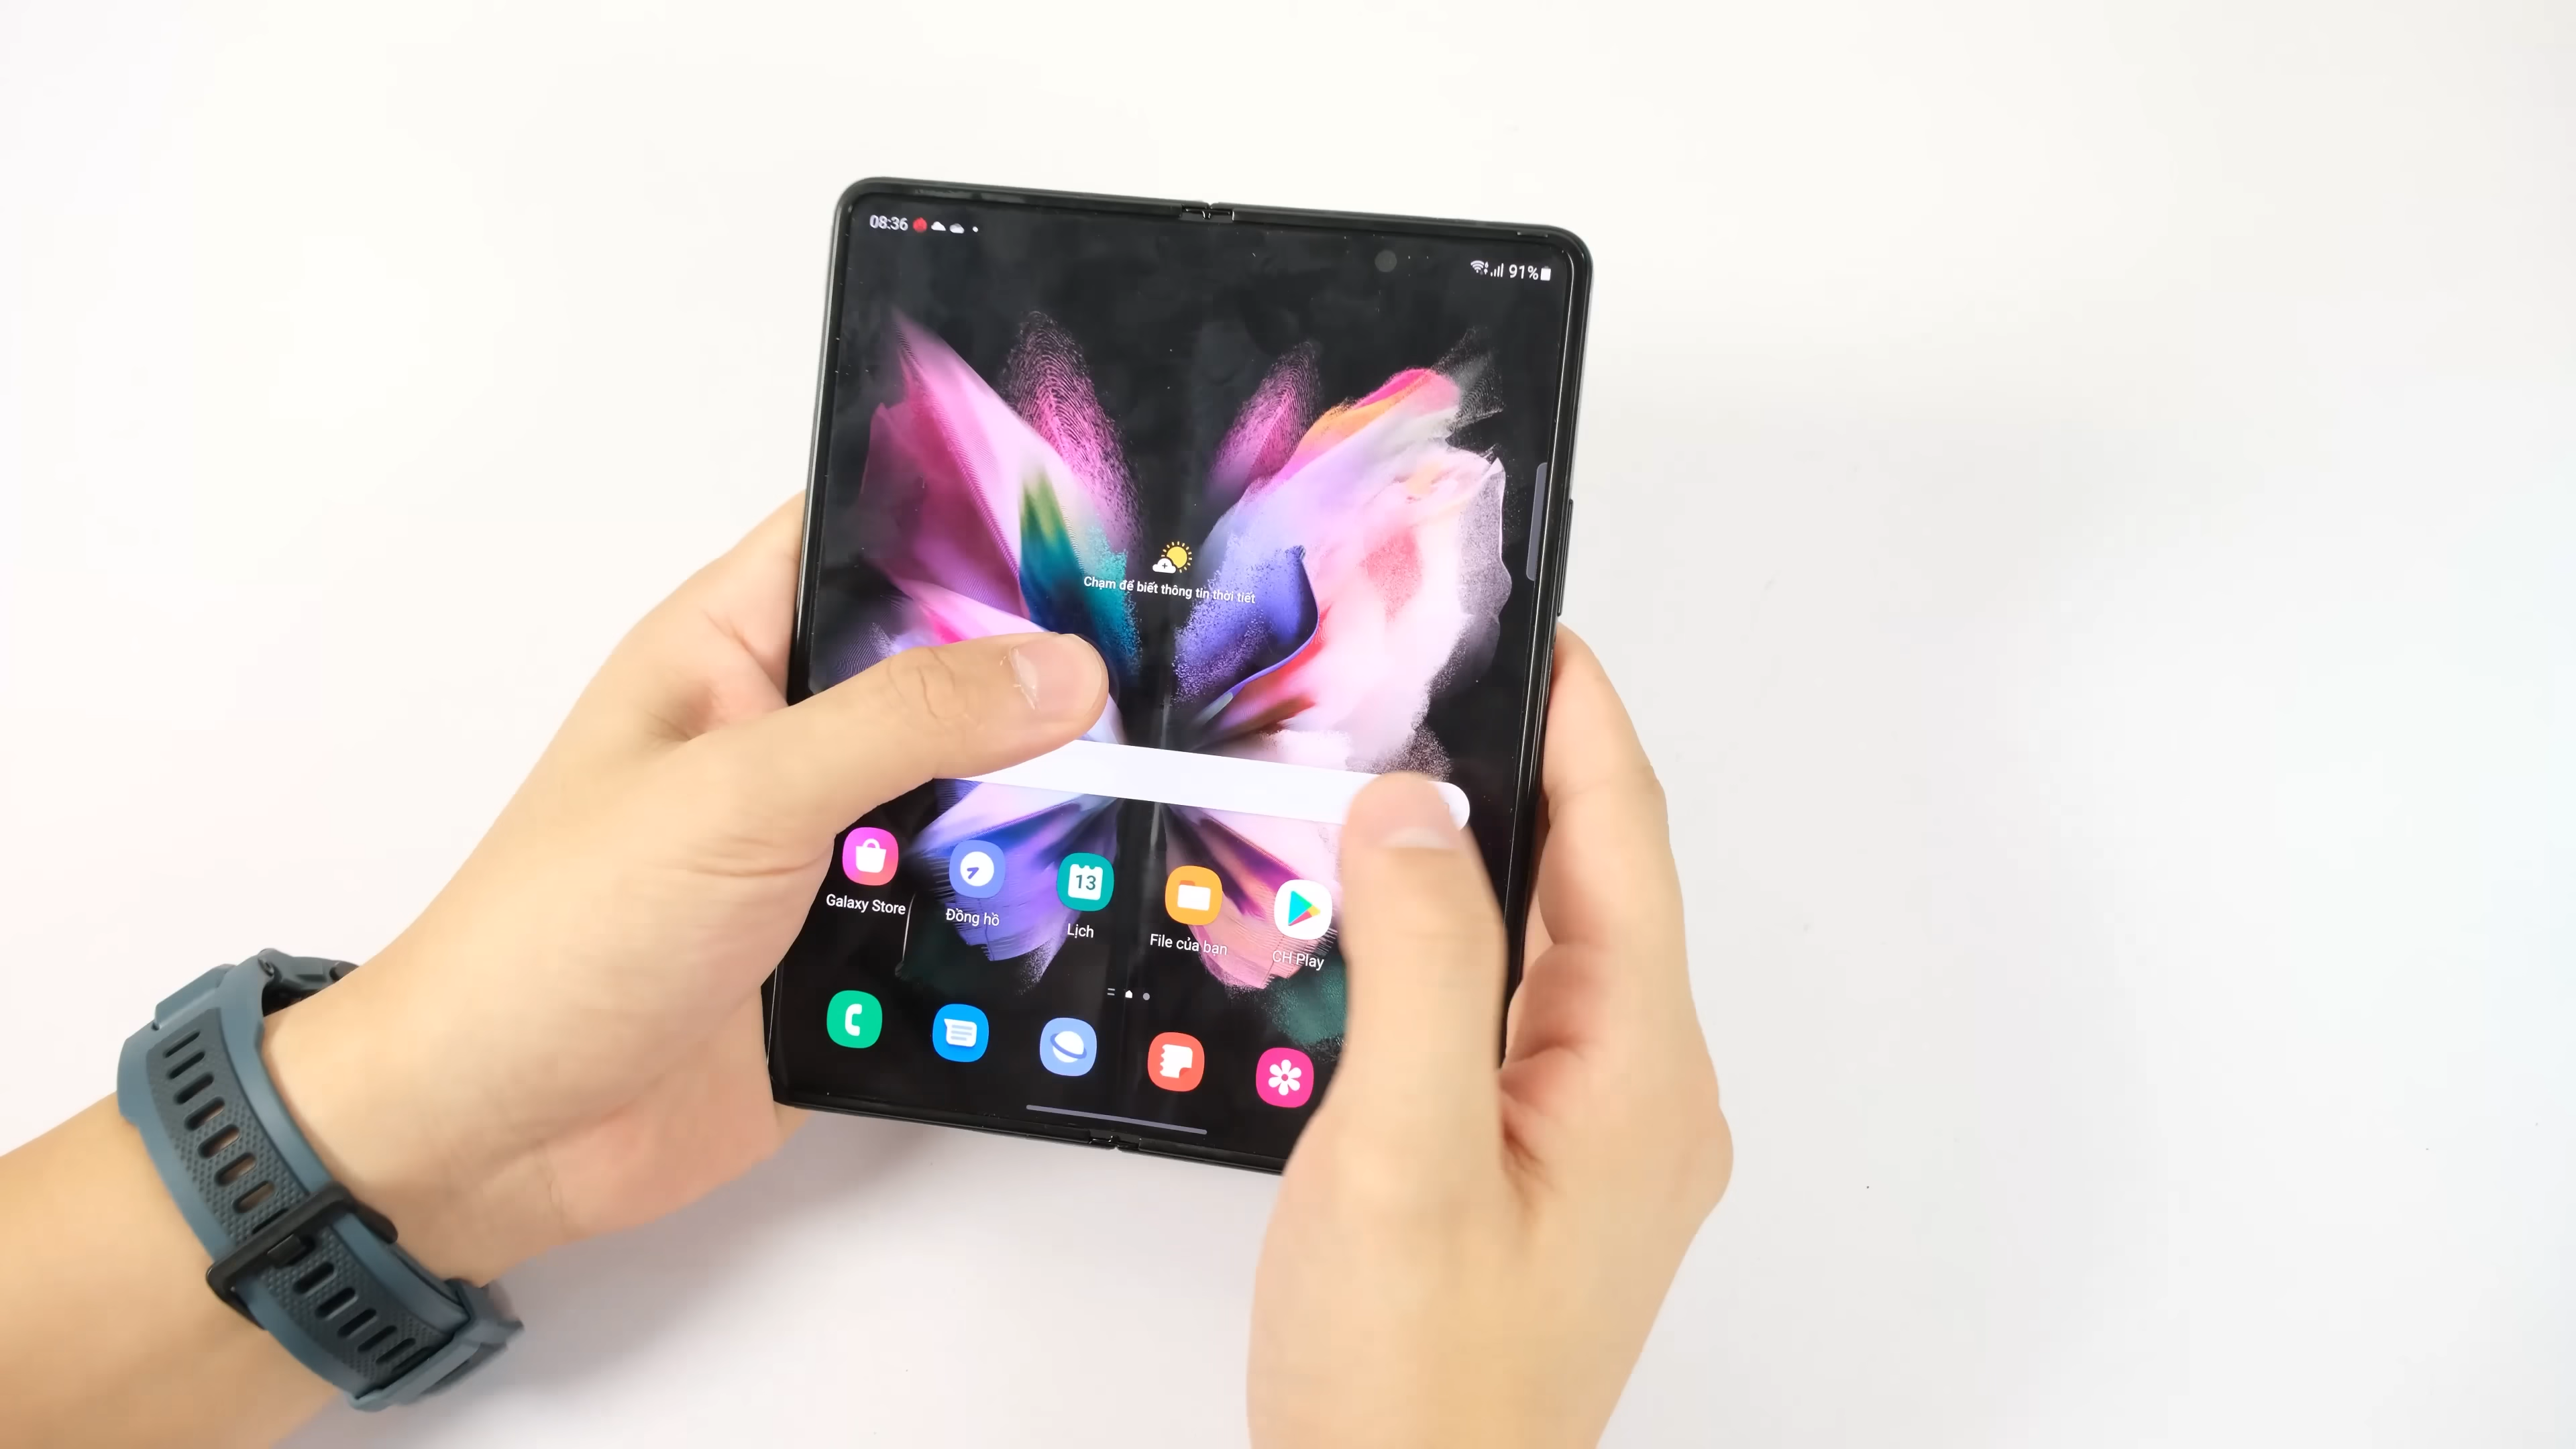 08:36
91%
Chạm để biết thông tin thời tiết
Galaxy Store
Đồng hồ
13
Lịch
File của bạn
CH Play